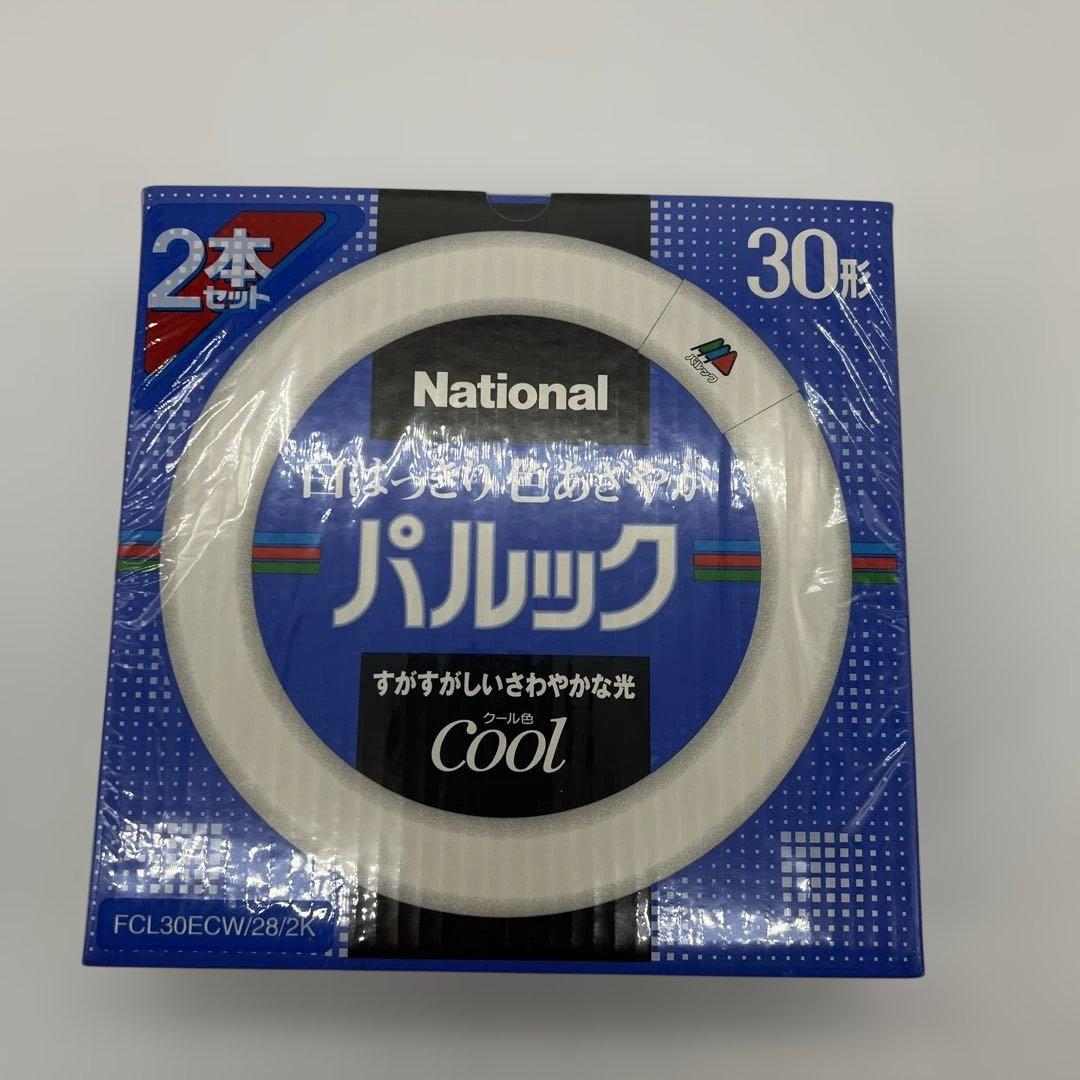 2本
セット
30形
パルック
National
白はっきり色あざやか
パルック
すがすがしいさわやかな光
クール色
cool
FCL30ECW/28/2K